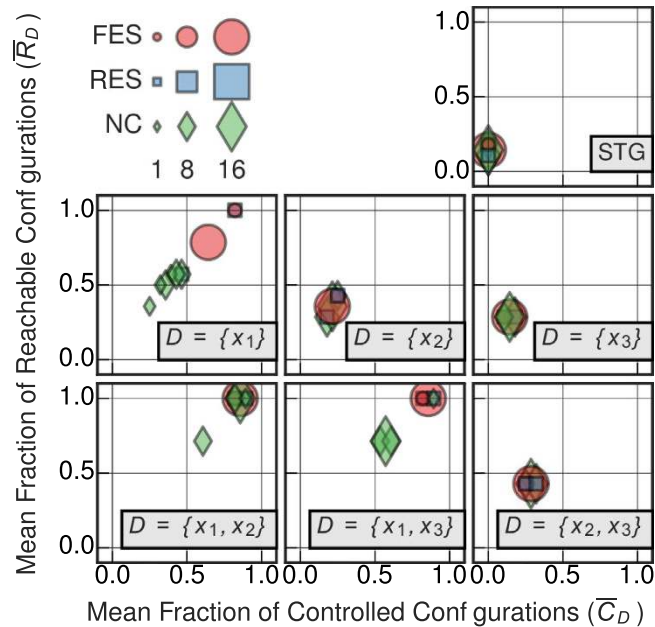 Mean Fraction of Reachable Conf gurations (R̅_D)
FES
RES
NC
1 8 16
1.0
0.5
0.0
STG
1.0
0.5
0.0
D = {x₁}
D = {x₂}
D = {x₃}
1.0
0.5
0.0
D = {x₁, x₂}
D = {x₁, x₃}
D = {x₂, x₃}
0.0 0.5 1.0 0.0 0.5 1.0 0.0 0.5 1.0
Mean Fraction of Controlled Conf gurations (C̅_D)